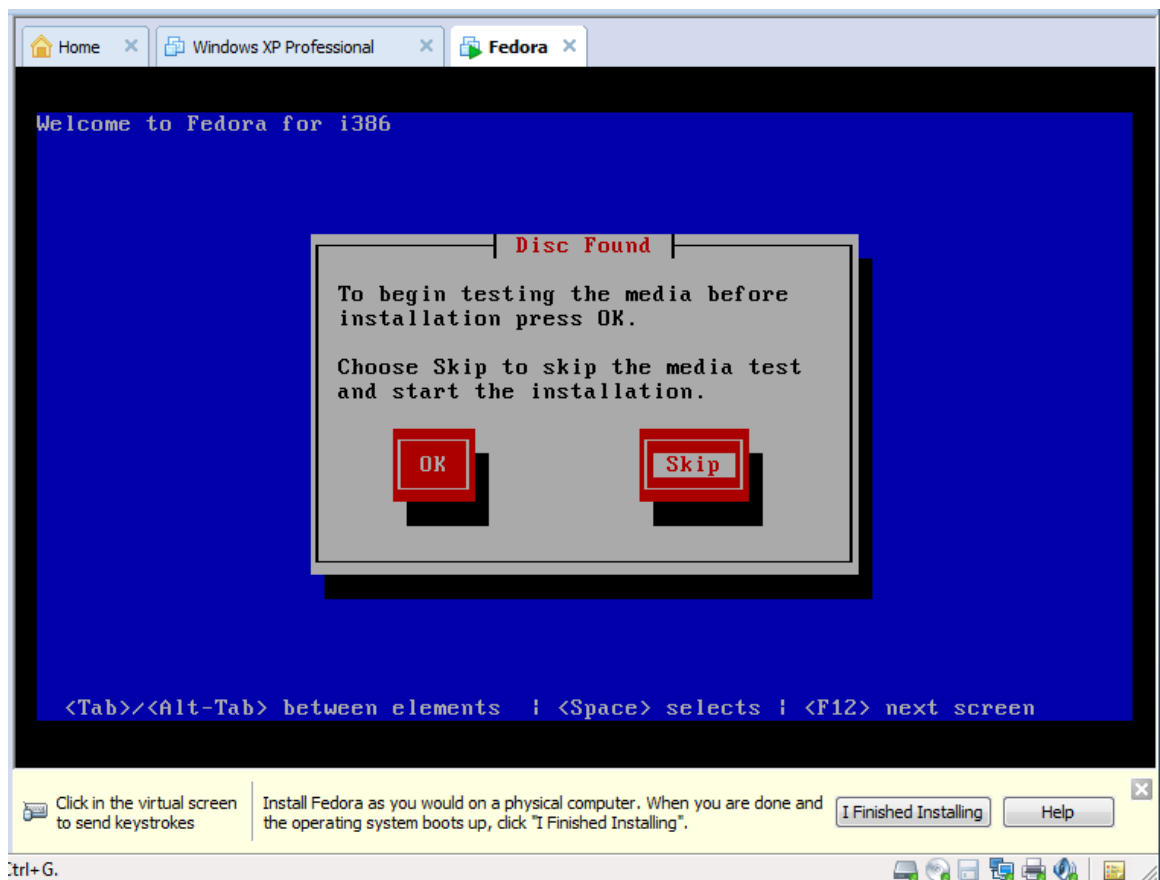 Home Windows XP Professional Fedora
Welcome to Fedora for i386
Disc Found
To begin testing the media before
installation press OK.
Choose Skip to skip the media test
and start the installation.
OK Skip
<Tab>/<Alt-Tab> between elements | <Space> selects | <F12> next screen
Click in the virtual screen
to send keystrokes
Install Fedora as you would on a physical computer. When you are done and
the operating system boots up, click "I Finished Installing".
I Finished Installing Help
Ctrl+G.